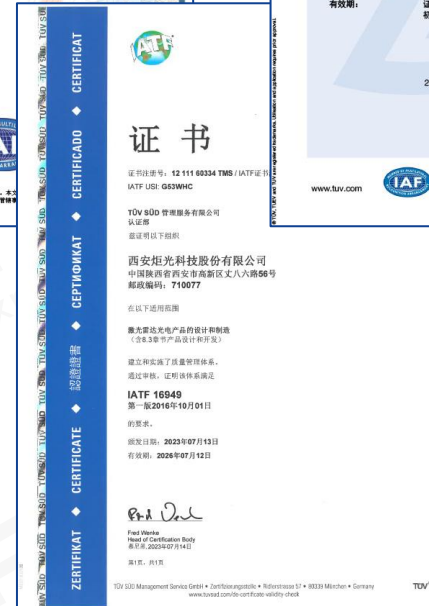 有效期:
www.tuv.com
IAF
IATF
证 书
证书注册号: 12 111 60334 TMS / IATF证书
IATF USI: G53WHC
TÜV SÜD 管理服务有限公司
认证部
兹证明以下组织
西安炬光科技股份有限公司
中国陕西省西安市高新区丈八六路56号
邮政编码: 710077
在以下适用范围
激光雷达光电产品的设计和制造
(含8.3章节产品设计和开发)
建立和实施了质量管理体系。
通过审核, 证明该体系满足
IATF 16949
第一版2016年10月01日
的要求。
颁发日期: 2023年07月13日
有效期: 2026年07月12日
Fred Wenke
Head of Certification Body
慕尼黑, 2023年07月14日
第1页, 共1页
TÜV SÜD Management Service GmbH • Zertifizierungsstelle • Ridlerstrasse 57 • 80339 München • Germany
www.tuvsud.com/de-certificate-validity-check
TÜV
ZERTIFIKAT ◆ CERTIFICATE ◆ 認證證書 ◆ СЕРТИФИКАТ ◆ CERTIFICADO ◆ CERTIFICAT